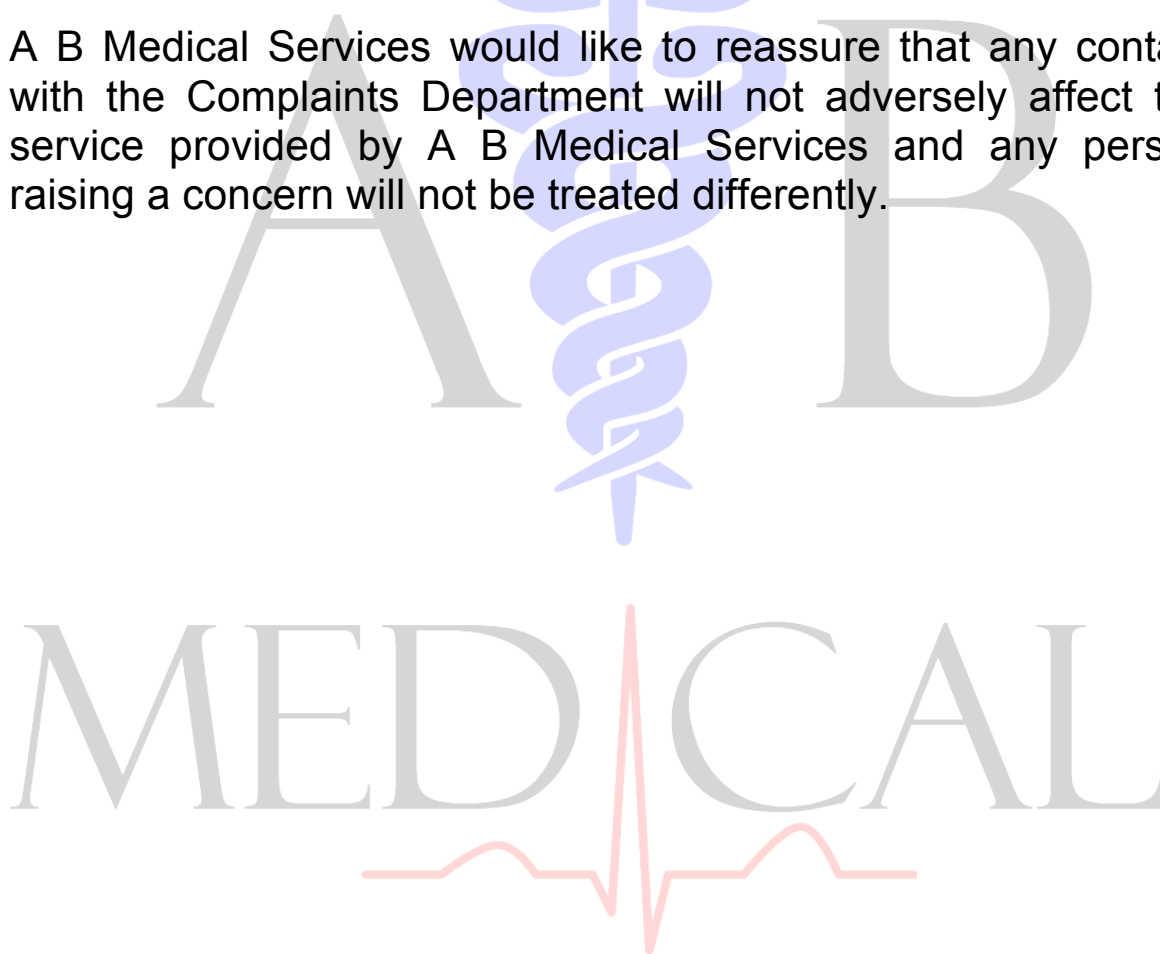 A B Medical Services would like to reassure that any conta
with the Complaints Department will not adversely affect t
service provided by A B Medical Services and any pers
raising a concern will not be treated differently.
A B
MEDICAL